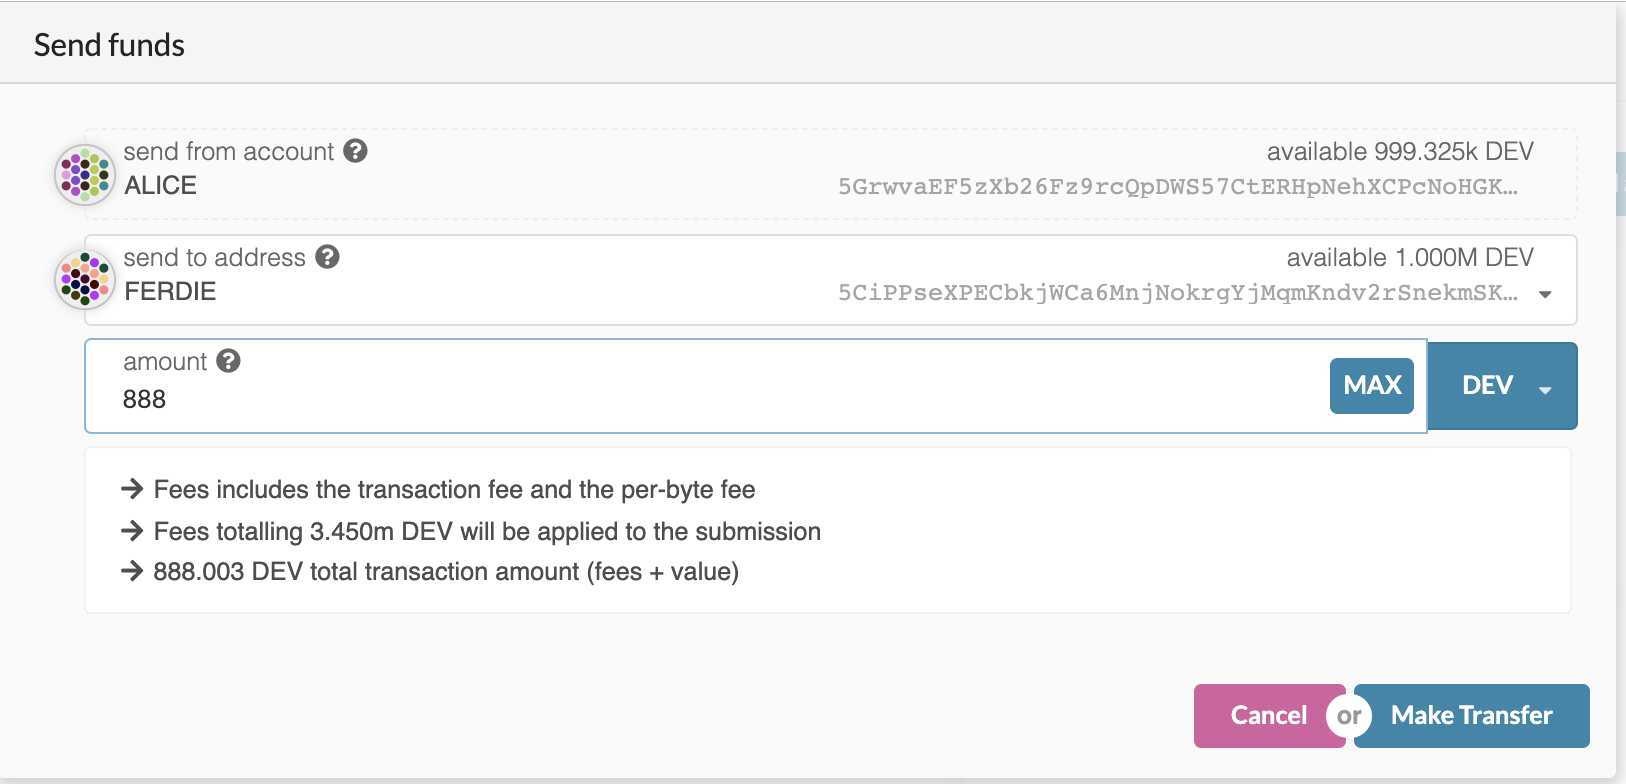 Send funds
send from account ?
available 999.325k DEV
ALICE
5GrwvaEF5zXb26Fz9rcQpDWS57CtERHpNehXCPcNoHGK…
send to address ?
available 1.000M DEV
FERDIE
5CiPPseXPECbkjWCa6MnjNokrgYjMqmKndv2rSnekmSK…
amount ?
888
MAX
DEV
→ Fees includes the transaction fee and the per-byte fee
→ Fees totalling 3.450m DEV will be applied to the submission
→ 888.003 DEV total transaction amount (fees + value)
Cancel or Make Transfer